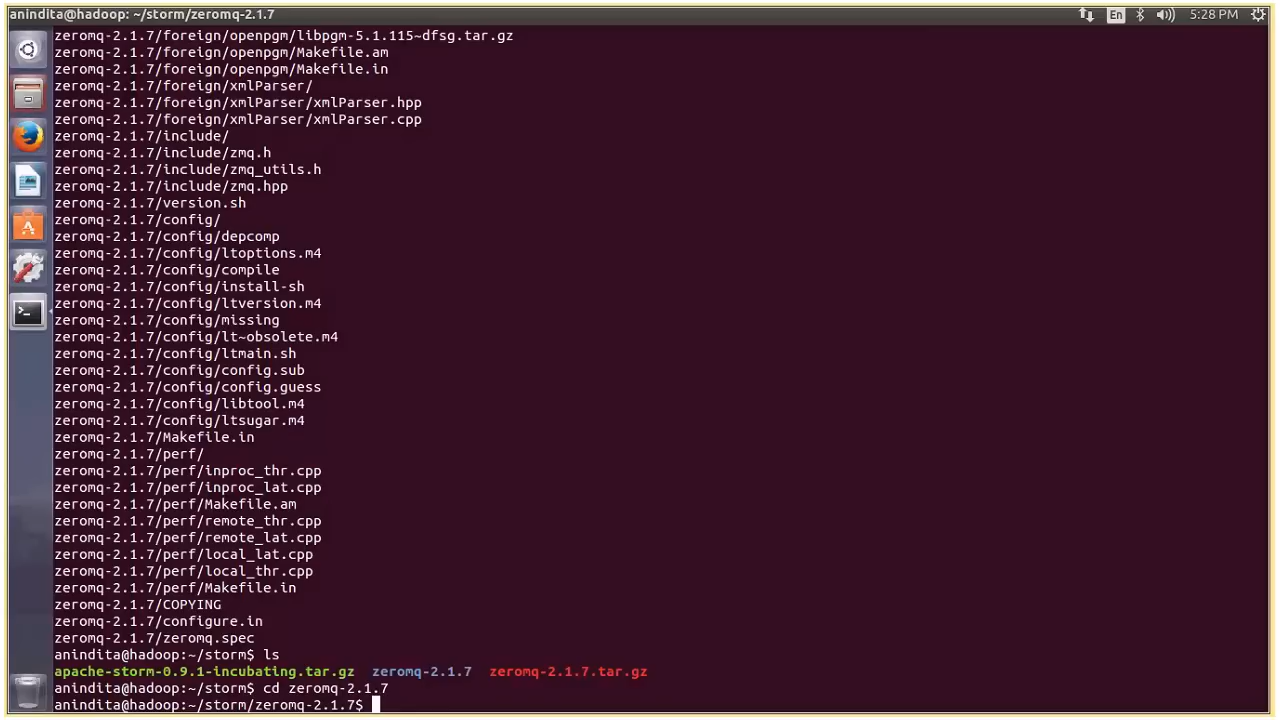 anindita@hadoop: ~/storm/zeromq-2.1.7 En 5:28 PM
zeromq-2.1.7/foreign/openpgm/libpgm-5.1.115~dfsg.tar.gz
zeromq-2.1.7/foreign/openpgm/Makefile.am
zeromq-2.1.7/foreign/openpgm/Makefile.in
zeromq-2.1.7/foreign/xmlParser/
zeromq-2.1.7/foreign/xmlParser/xmlParser.hpp
zeromq-2.1.7/foreign/xmlParser/xmlParser.cpp
zeromq-2.1.7/include/
zeromq-2.1.7/include/zmq.h
zeromq-2.1.7/include/zmq_utils.h
zeromq-2.1.7/include/zmq.hpp
zeromq-2.1.7/version.sh
zeromq-2.1.7/config/
zeromq-2.1.7/config/depcomp
zeromq-2.1.7/config/ltoptions.m4
zeromq-2.1.7/config/compile
zeromq-2.1.7/config/install-sh
zeromq-2.1.7/config/ltversion.m4
zeromq-2.1.7/config/missing
zeromq-2.1.7/config/lt~obsolete.m4
zeromq-2.1.7/config/ltmain.sh
zeromq-2.1.7/config/config.sub
zeromq-2.1.7/config/config.guess
zeromq-2.1.7/config/libtool.m4
zeromq-2.1.7/config/ltsugar.m4
zeromq-2.1.7/Makefile.in
zeromq-2.1.7/perf/
zeromq-2.1.7/perf/inproc_thr.cpp
zeromq-2.1.7/perf/inproc_lat.cpp
zeromq-2.1.7/perf/Makefile.am
zeromq-2.1.7/perf/remote_thr.cpp
zeromq-2.1.7/perf/remote_lat.cpp
zeromq-2.1.7/perf/local_lat.cpp
zeromq-2.1.7/perf/local_thr.cpp
zeromq-2.1.7/perf/Makefile.in
zeromq-2.1.7/COPYING
zeromq-2.1.7/configure.in
zeromq-2.1.7/zeromq.spec
anindita@hadoop:~/storm$ ls
apache-storm-0.9.1-incubating.tar.gz zeromq-2.1.7 zeromq-2.1.7.tar.gz
anindita@hadoop:~/storm$ cd zeromq-2.1.7
anindita@hadoop:~/storm/zeromq-2.1.7$